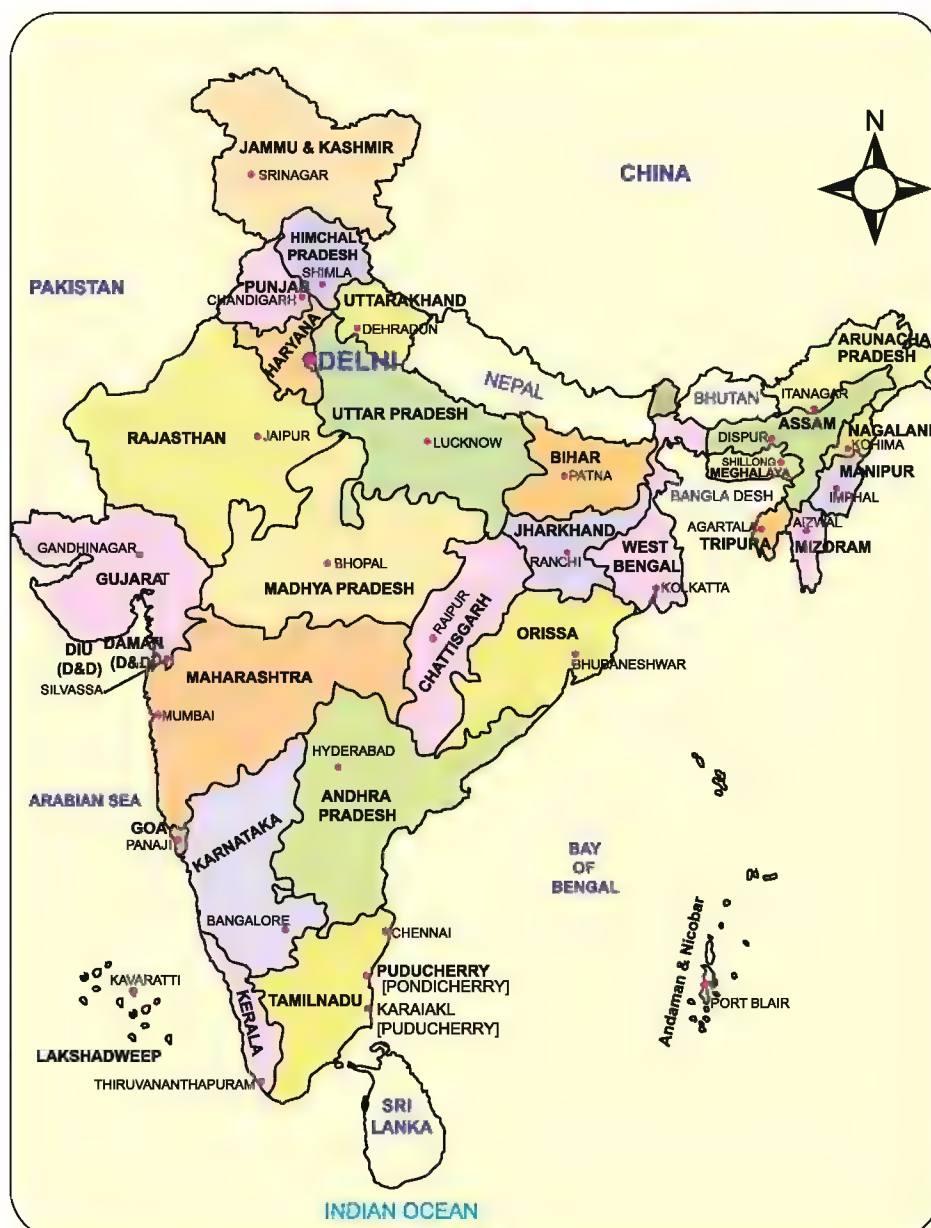 N
CHINA
JAMMU & KASHMIR
SRINAGAR
HIMCHAL
PRADESH
SHIMLA
PAKISTAN
PUNJAB
CHANDIGARH
UTTARAKHAND
DEHRADUN
HARYANA
DELNI
NEPAL
BHUTAN
ARUNACHA
PRADESH
ITANAGAR
ASSAM
DISPUR
NAGALAND
KOHIMA
SHILLONG
MEGHALAYA
MANIPUR
IMPHAL
RAJASTHAN
JAIPUR
UTTAR PRADESH
LUCKNOW
BIHAR
PATNA
BANGLA DESH
AGARTALA
TRIPURA
AIZWAL
MIZORAM
GANDHINAGAR
GUJARAT
BHOPAL
MADHYA PRADESH
JHARKHAND
RANCHI
WEST
BENGAL
KOLKATTA
RAIPUR
CHATTISGARH
ORISSA
BHUBANESHWAR
DIU
(D&D)
DAMAN
(D&D)
SILVASSA
MAHARASHTRA
MUMBAI
HYDERABAD
ANDHRA
PRADESH
ARABIAN SEA
GOA
PANAJI
KARNATAKA
BANGALORE
BAY
OF
BENGAL
CHENNAI
PUDUCHERRY
[PONDICHERRY]
KARAIAKL
[PUDUCHERRY]
TAMILNADU
KERALA
KAVARATTI
LAKSHADWEEP
THIRUVANANTHAPURAM
Andaman & Nicobar
PORT BLAIR
SRI
LANKA
INDIAN OCEAN